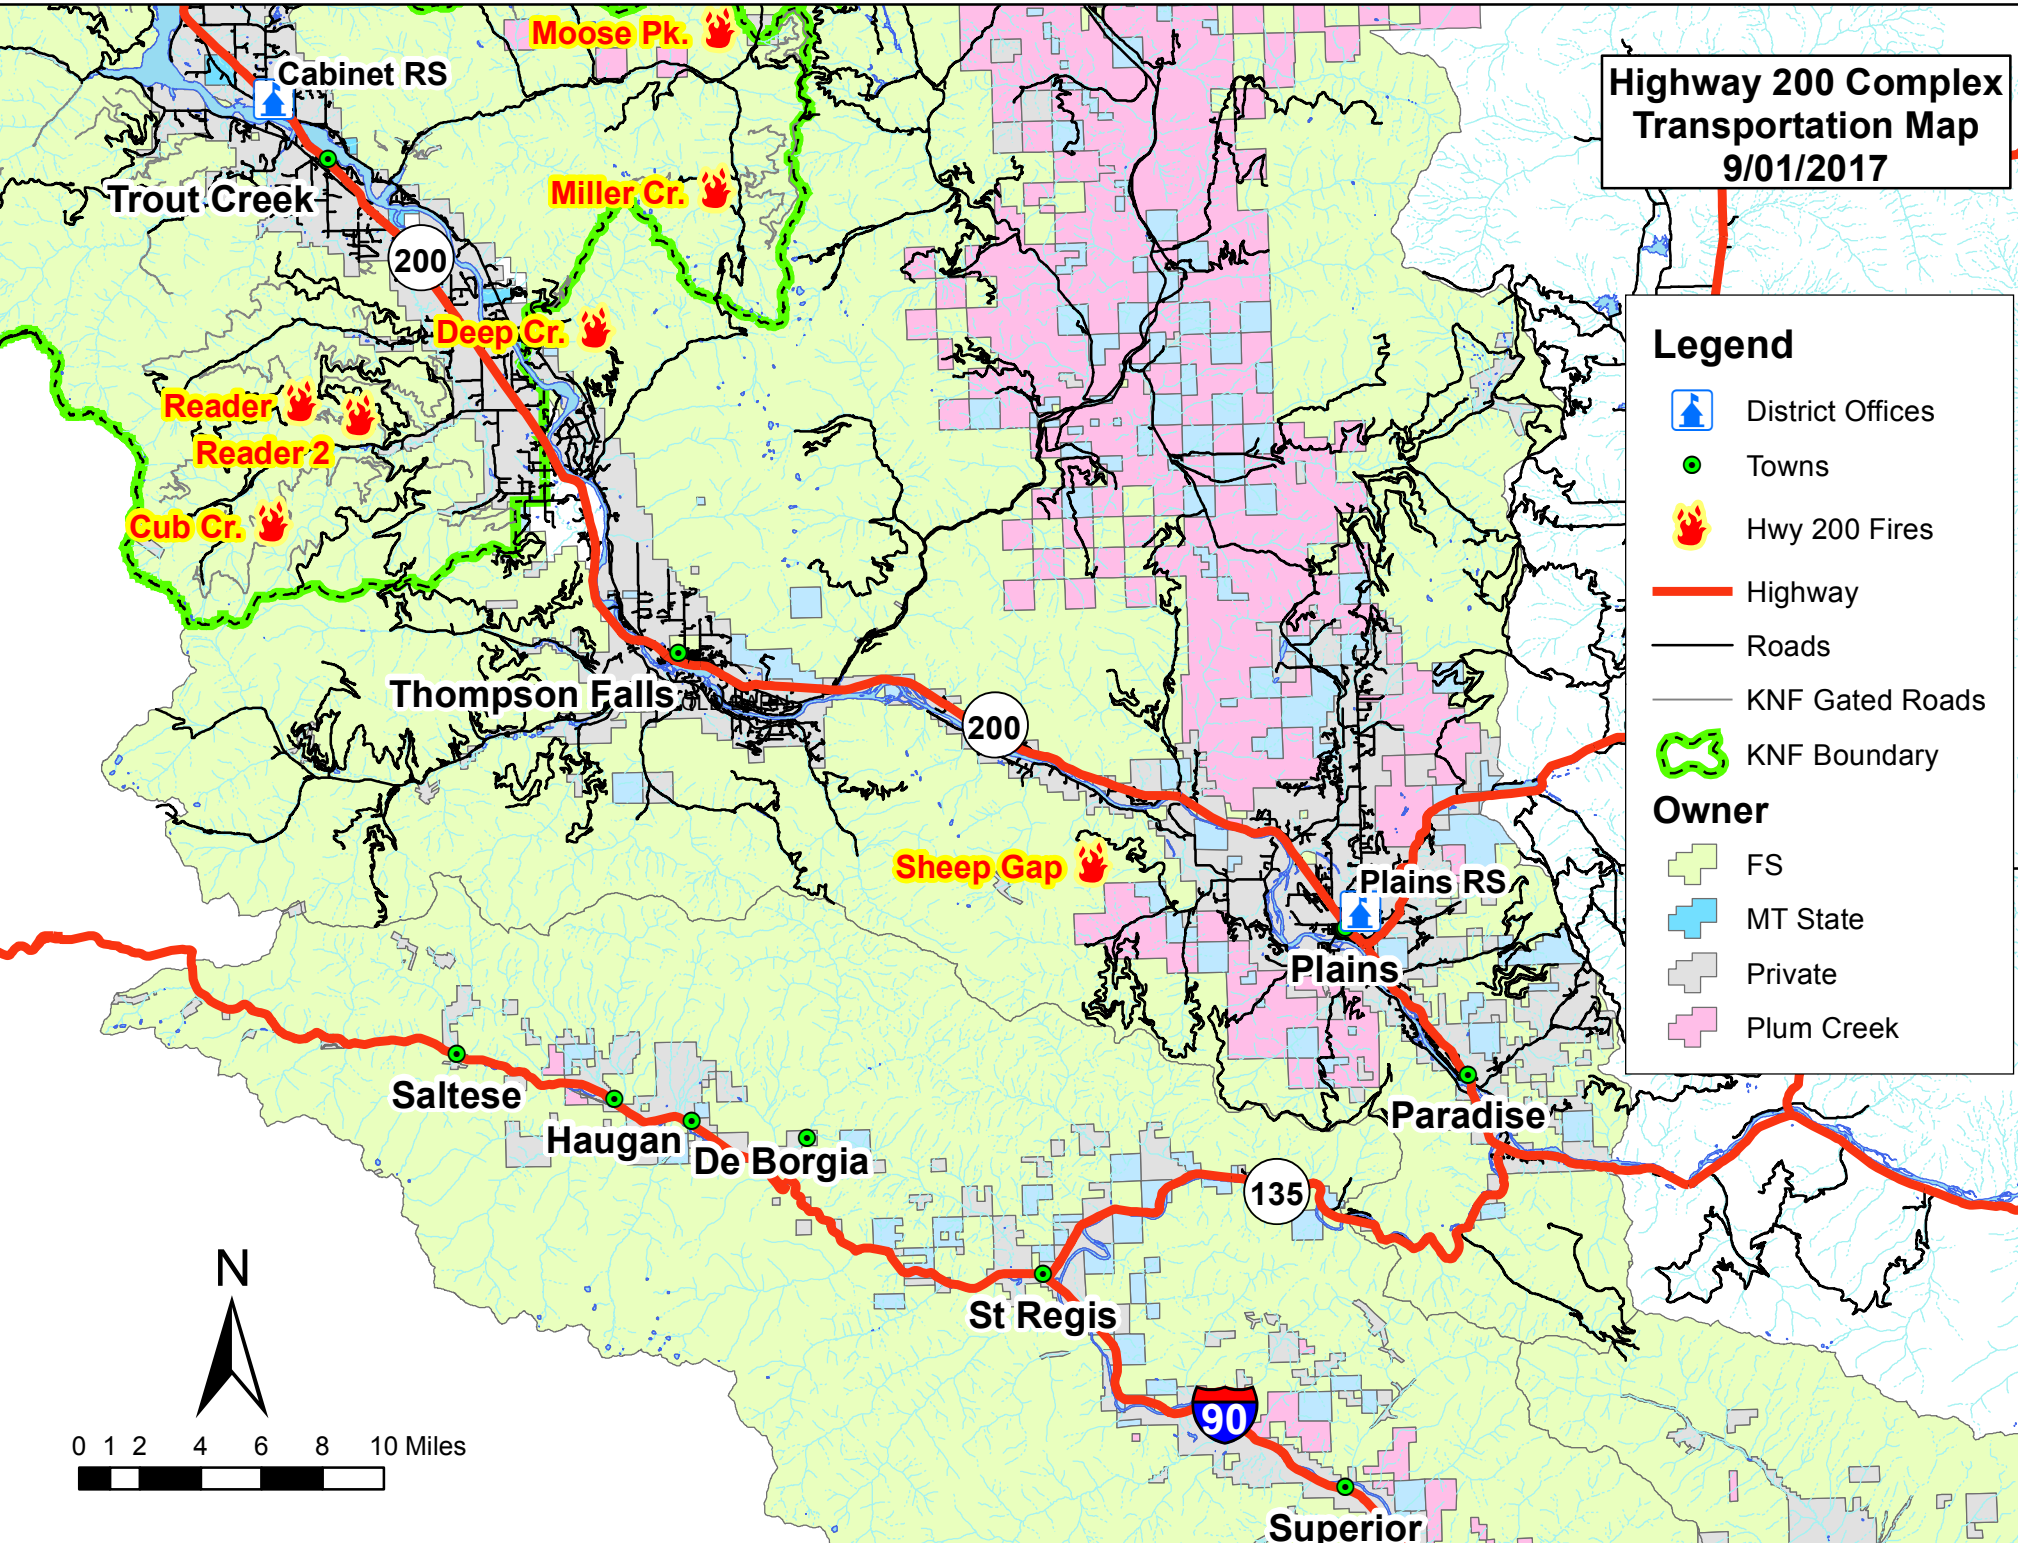 Moose Pk.
Cabinet RS
Highway 200 Complex
Transportation Map
9/01/2017
Trout Creek
Miller Cr.
200
Deep Cr.
Reader
Reader 2
Cub Cr.
Thompson Falls
200
Sheep Gap
Plains RS
Plains
Saltese
Haugan
De Borgia
Paradise
135
St Regis
90
Superior
Legend
District Offices
Towns
Hwy 200 Fires
Highway
Roads
KNF Gated Roads
KNF Boundary
Owner
FS
MT State
Private
Plum Creek
N
0 1 2 4 6 8 10 Miles